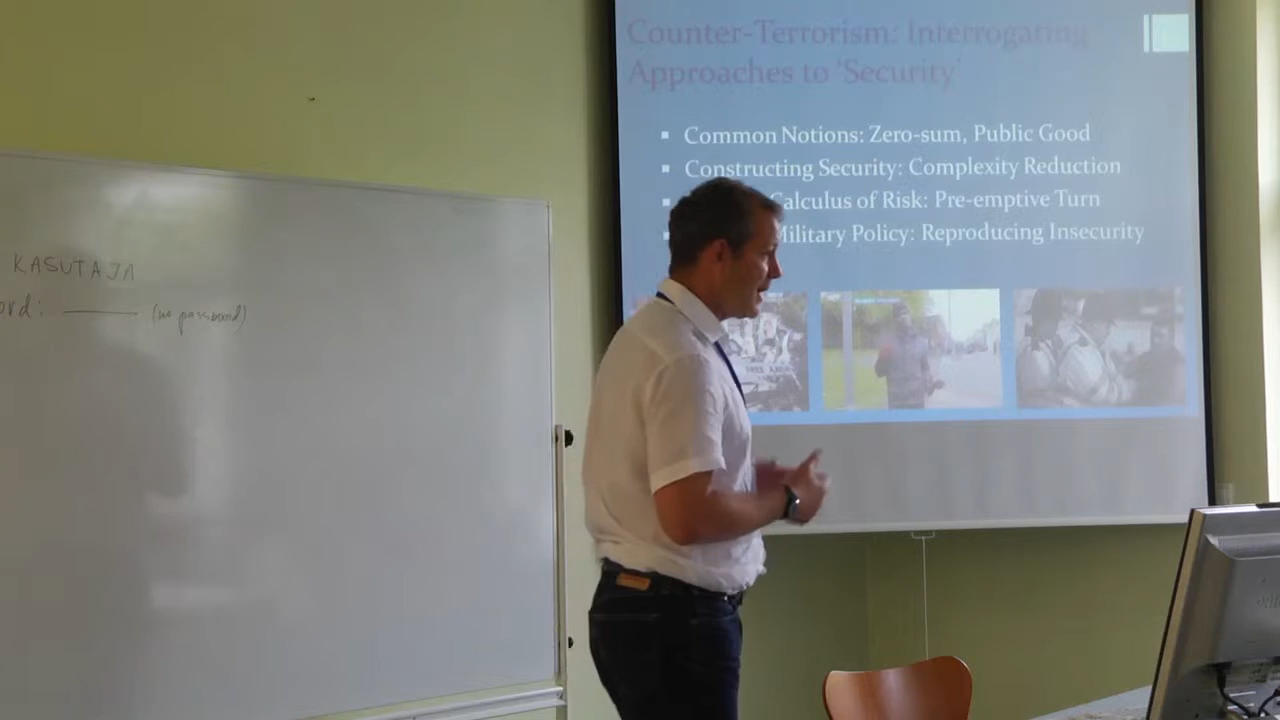 KASUTAJA
ord: (no password)
Counter-Terrorism: Interrogating
Approaches to 'Security'
▪ Common Notions: Zero-sum, Public Good
▪ Constructing Security: Complexity Reduction
▪ Calculus of Risk: Pre-emptive Turn
▪ Military Policy: Reproducing Insecurity